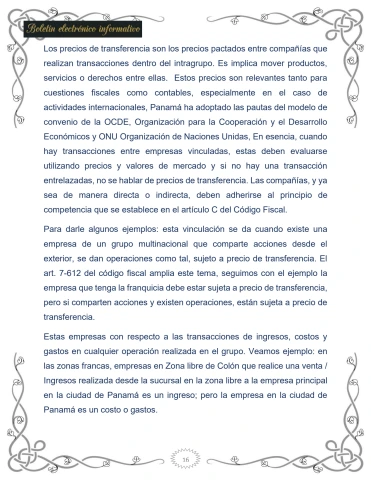 Boletín electrónico informativo
Los precios de transferencia son los precios pactados entre compañías que
realizan transacciones dentro del intragrupo. Es implica mover productos,
servicios o derechos entre ellas.  Estos precios son relevantes tanto para
cuestiones fiscales como contables, especialmente en el caso de
actividades internacionales, Panamá ha adoptado las pautas del modelo de
convenio de la OCDE, Organización para la Cooperación y el Desarrollo
Económicos y ONU Organización de Naciones Unidas, En esencia, cuando
hay transacciones entre empresas vinculadas, estas deben evaluarse
utilizando precios y valores de mercado y si no hay una transacción
entrelazadas, no se hablar de precios de transferencia. Las compañías, y ya
sea de manera directa o indirecta, deben adherirse al principio de
competencia que se establece en el artículo C del Código Fiscal.
Para darle algunos ejemplos: esta vinculación se da cuando existe una
empresa de un grupo multinacional que comparte acciones desde el
exterior, se dan operaciones como tal, sujeto a precio de transferencia. El
art. 7-612 del código fiscal amplia este tema, seguimos con el ejemplo la
empresa que tenga la franquicia debe estar sujeta a precio de transferencia,
pero si comparten acciones y existen operaciones, están sujeta a precio de
transferencia.
Estas empresas con respecto a las transacciones de ingresos, costos y
gastos en cualquier operación realizada en el grupo. Veamos ejemplo: en
las zonas francas, empresas en Zona libre de Colón que realice una venta /
Ingresos realizada desde la sucursal en la zona libre a la empresa principal
en la ciudad de Panamá es un ingreso; pero la empresa en la ciudad de
Panamá es un costo o gastos.
16